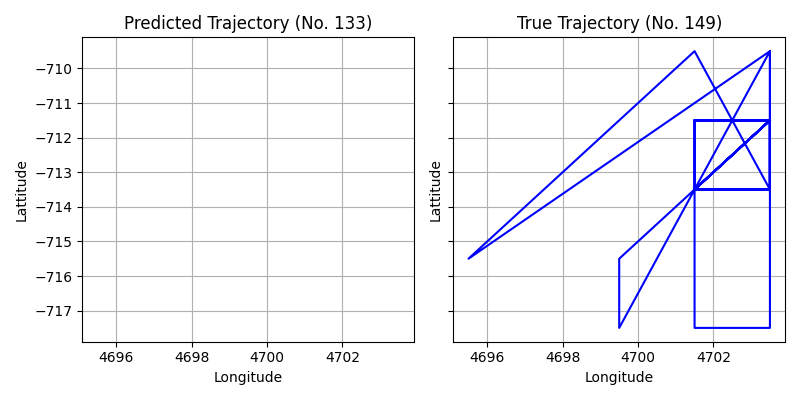 Predicted Trajectory (No. 133)
True Trajectory (No. 149)
Lattitude
−710
−711
−712
−713
−714
−715
−716
−717
4696
4698
4700
4702
Longitude
Lattitude
4696
4698
4700
4702
Longitude